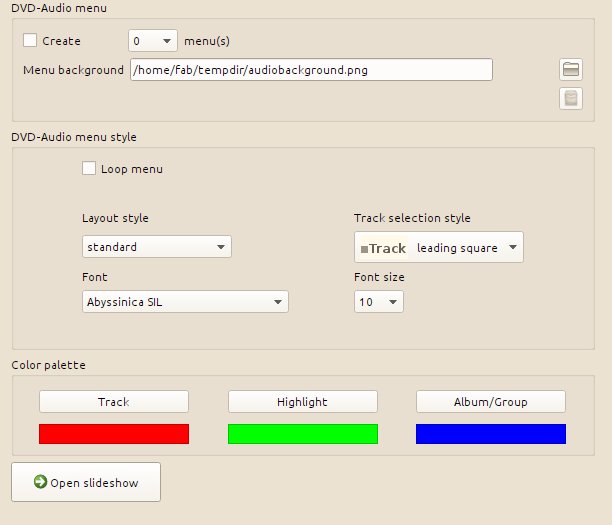 DVD-Audio menu
Create 0 menu(s)
Menu background /home/fab/tempdir/audiobackground.png
DVD-Audio menu style
Loop menu
Layout style Track selection style
standard Track leading square
Font Font size
Abyssinica SIL 10
Color palette
Track Highlight Album/Group
Open slideshow